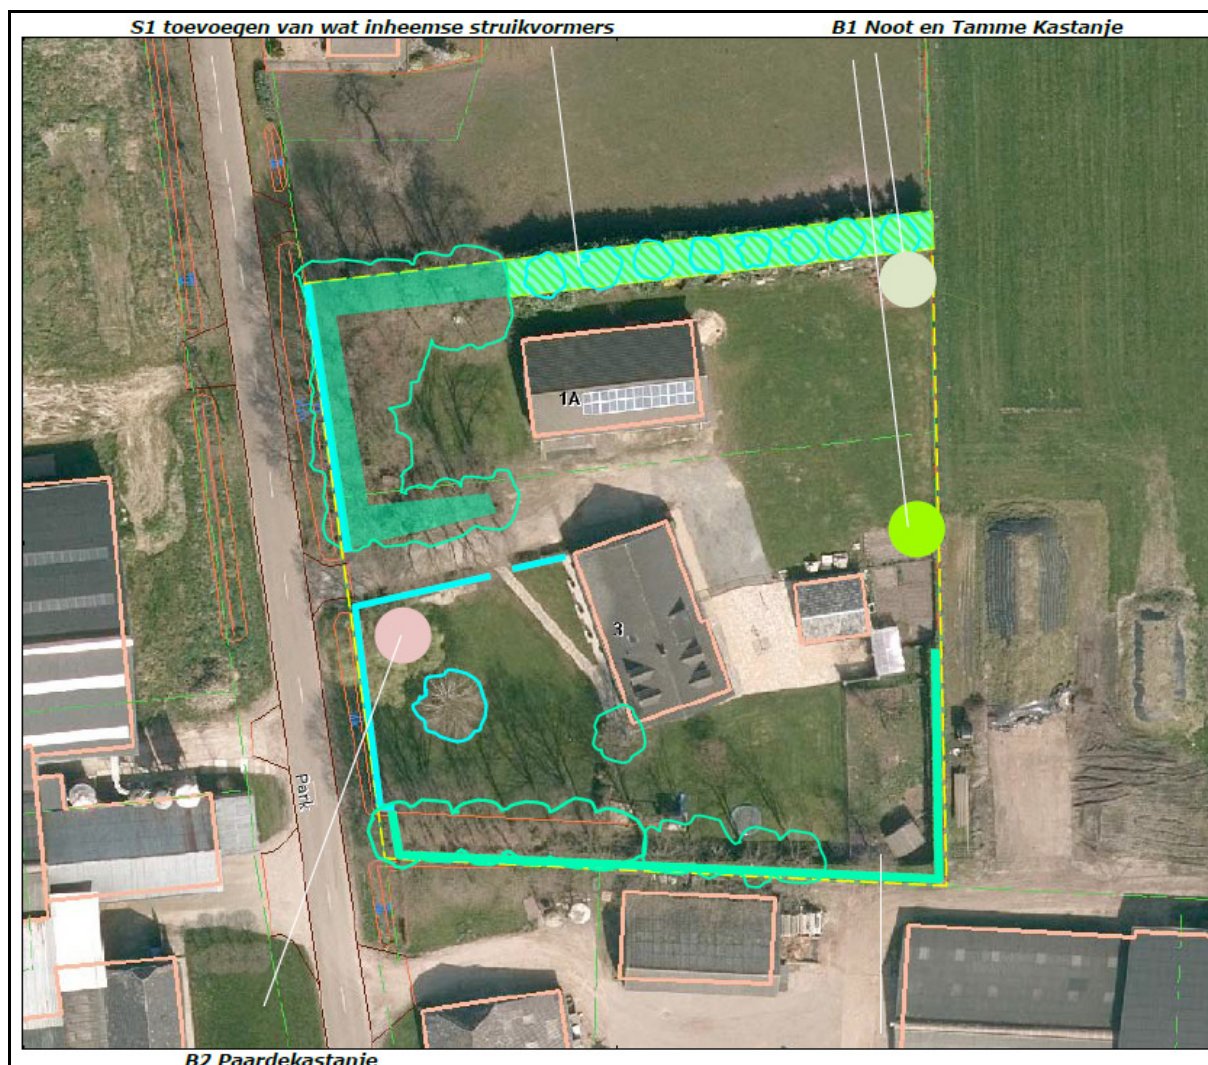 S1 toevoegen van wat inheemse struikvormers
B1 Noot en Tamme Kastanje
1A
3
Park
B2 Paardekastanje